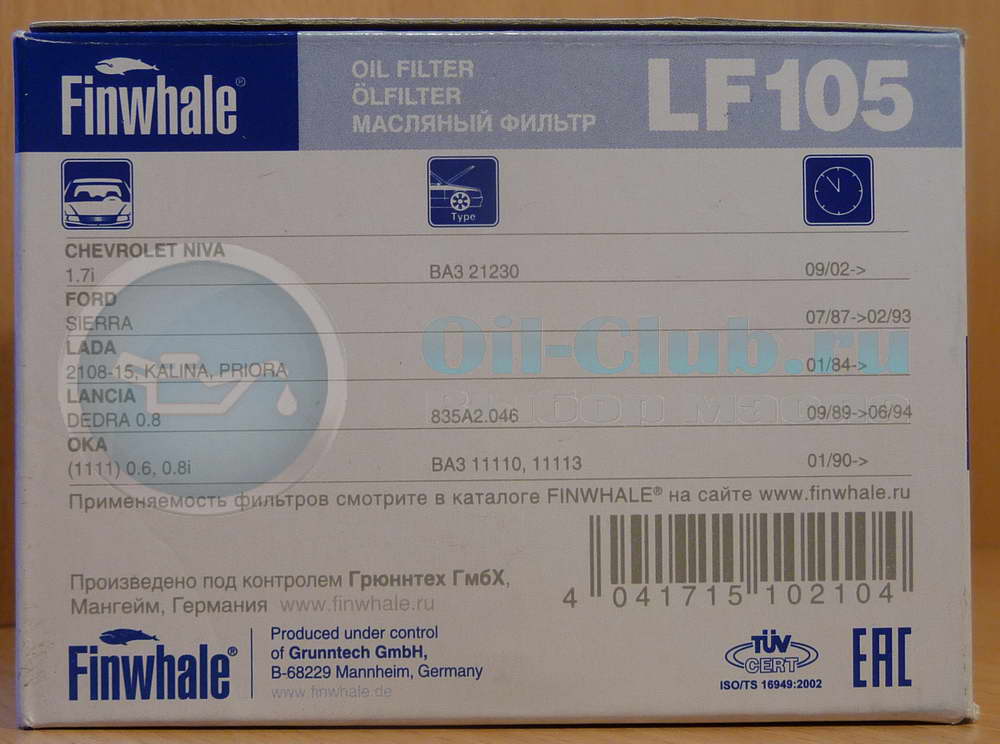 Finwhale®
OIL FILTER
ÖLFILTER
МАСЛЯНЫЙ ФИЛЬТР
LF105
Type
CHEVROLET NIVA
1.7i ВАЗ 21230 09/02->
FORD
SIERRA 07/87->02/93
LADA
2108-15, KALINA, PRIORA 01/84->
LANCIA
DEDRA 0.8 835A2.046 09/89->06/94
OKA
(1111) 0.6, 0.8i ВАЗ 11110, 11113 01/90->
Oil-Club.ru
Применяемость фильтров смотрите в каталоге FINWHALE® на сайте www.finwhale.ru
4 041715 102104
Произведено под контролем Грюннтех ГмбХ,
Мангейм, Германия www.finwhale.ru
Finwhale®
Produced under control
of Grunntech GmbH,
B-68229 Mannheim, Germany
www.finwhale.de
TÜV
CERT
ISO/TS 16949:2002
EAC